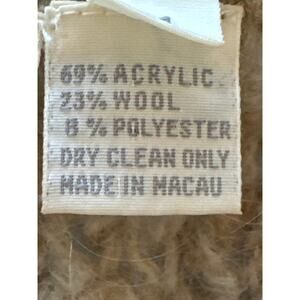 69% ACRYLIC
23% WOOL
8 % POLYESTER
DRY CLEAN ONLY
MADE IN MACAU